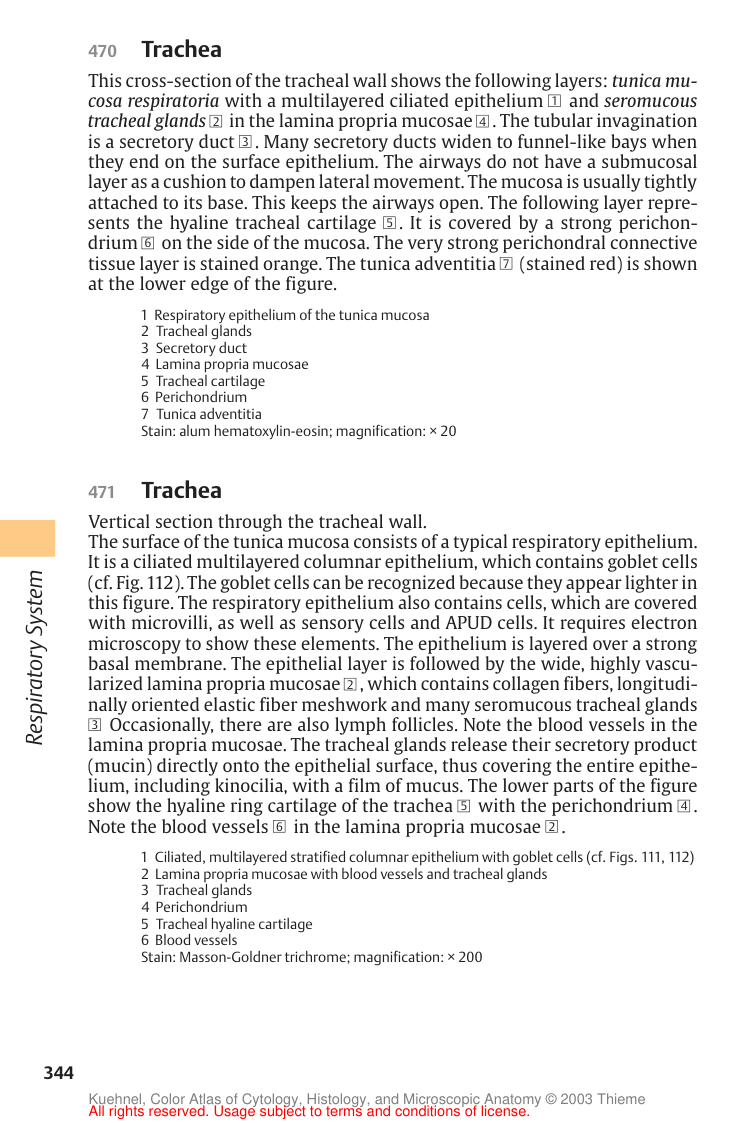 470 Trachea
This cross-section of the tracheal wall shows the following layers: tunica mu-
cosa respiratoria with a multilayered ciliated epithelium 1 and seromucous
tracheal glands 2 in the lamina propria mucosae 4. The tubular invagination
is a secretory duct 3. Many secretory ducts widen to funnel-like bays when
they end on the surface epithelium. The airways do not have a submucosal
layer as a cushion to dampen lateral movement. The mucosa is usually tightly
attached to its base. This keeps the airways open. The following layer repre-
sents the hyaline tracheal cartilage 5. It is covered by a strong perichon-
drium 6 on the side of the mucosa. The very strong perichondral connective
tissue layer is stained orange. The tunica adventitia 7 (stained red) is shown
at the lower edge of the figure.
1 Respiratory epithelium of the tunica mucosa
2 Tracheal glands
3 Secretory duct
4 Lamina propria mucosae
5 Tracheal cartilage
6 Perichondrium
7 Tunica adventitia
Stain: alum hematoxylin-eosin; magnification: × 20
471 Trachea
Vertical section through the tracheal wall.
The surface of the tunica mucosa consists of a typical respiratory epithelium.
It is a ciliated multilayered columnar epithelium, which contains goblet cells
(cf. Fig. 112). The goblet cells can be recognized because they appear lighter in
this figure. The respiratory epithelium also contains cells, which are covered
with microvilli, as well as sensory cells and APUD cells. It requires electron
microscopy to show these elements. The epithelium is layered over a strong
basal membrane. The epithelial layer is followed by the wide, highly vascu-
larized lamina propria mucosae 2, which contains collagen fibers, longitudi-
nally oriented elastic fiber meshwork and many seromucous tracheal glands
3 Occasionally, there are also lymph follicles. Note the blood vessels in the
lamina propria mucosae. The tracheal glands release their secretory product
(mucin) directly onto the epithelial surface, thus covering the entire epithe-
lium, including kinocilia, with a film of mucus. The lower parts of the figure
show the hyaline ring cartilage of the trachea 5 with the perichondrium 4.
Note the blood vessels 6 in the lamina propria mucosae 2.
1 Ciliated, multilayered stratified columnar epithelium with goblet cells (cf. Figs. 111, 112)
2 Lamina propria mucosae with blood vessels and tracheal glands
3 Tracheal glands
4 Perichondrium
5 Tracheal hyaline cartilage
6 Blood vessels
Stain: Masson-Goldner trichrome; magnification: × 200
Respiratory System
344
Kuehnel, Color Atlas of Cytology, Histology, and Microscopic Anatomy © 2003 Thieme
All rights reserved. Usage subject to terms and conditions of license.